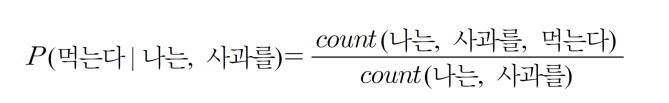 P(먹는다 | 나는, 사과를)= count(나는, 사과를, 먹는다) / count(나는, 사과를)